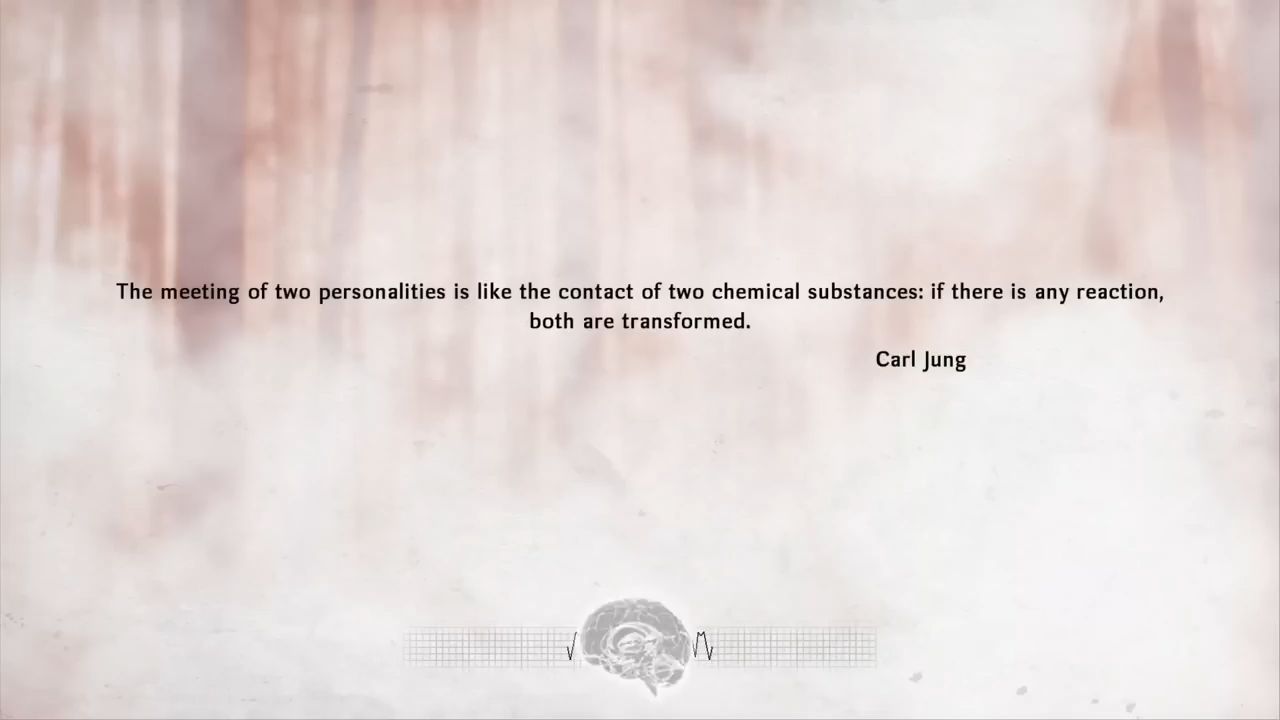 The meeting of two personalities is like the contact of two chemical substances: if there is any reaction,
both are transformed.
Carl Jung